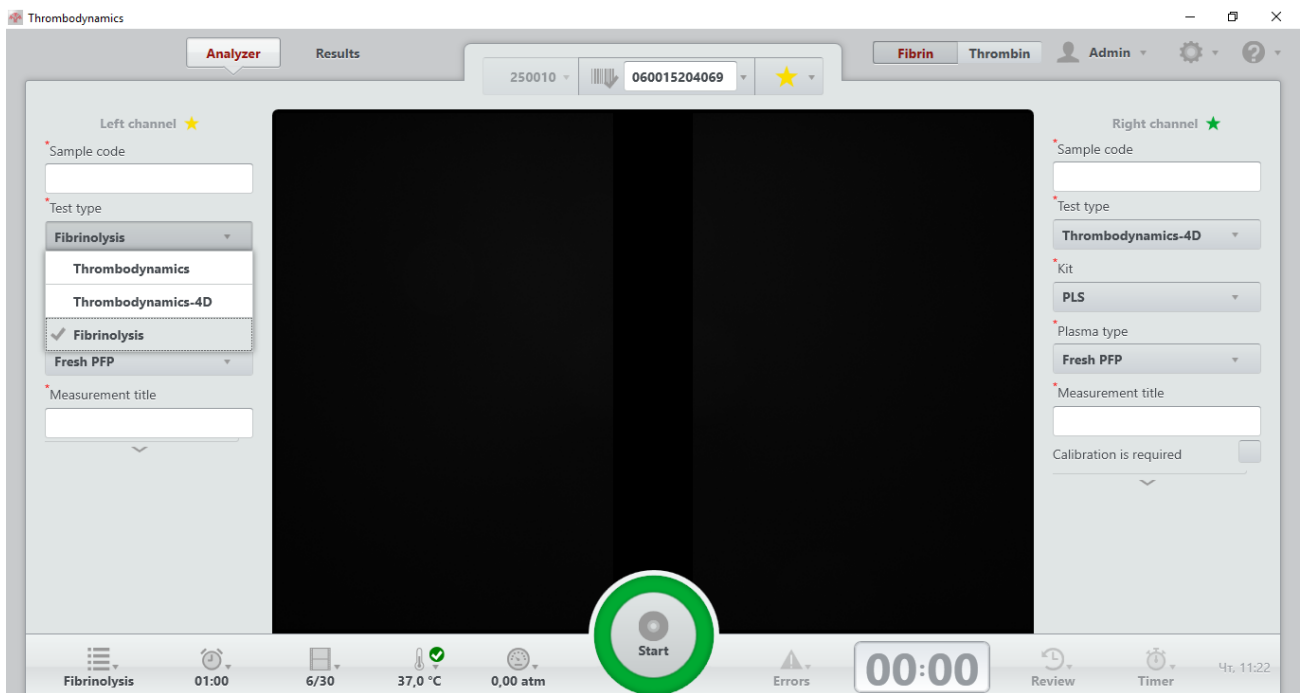 Thrombodynamics
Analyzer
Results
250010
060015204069
Fibrin
Thrombin
Admin
?
Left channel
*Sample code
*Test type
Fibrinolysis
Thrombodynamics
Thrombodynamics-4D
Fibrinolysis
Fresh PFP
*Measurement title
Right channel
*Sample code
*Test type
Thrombodynamics-4D
*Kit
PLS
*Plasma type
Fresh PFP
*Measurement title
Calibration is required
Fibrinolysis
01:00
6/30
37,0 °C
0,00 atm
Start
Errors
00:00
Review
Timer
Чт, 11:22